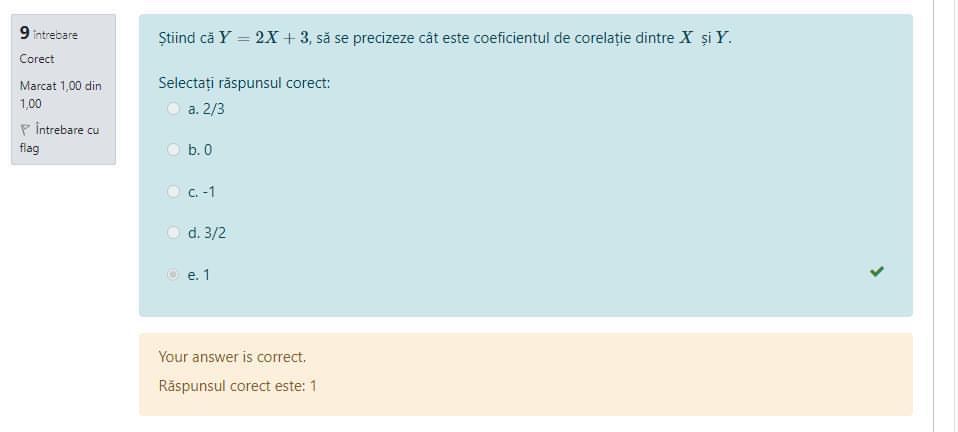 9 întrebare
Corect
Marcat 1,00 din
1,00
Întrebare cu
flag
Știind că Y = 2X + 3, să se precizeze cât este coeficientul de corelație dintre X și Y.
Selectați răspunsul corect:
a. 2/3
b. 0
c. -1
d. 3/2
e. 1
Your answer is correct.
Răspunsul corect este: 1